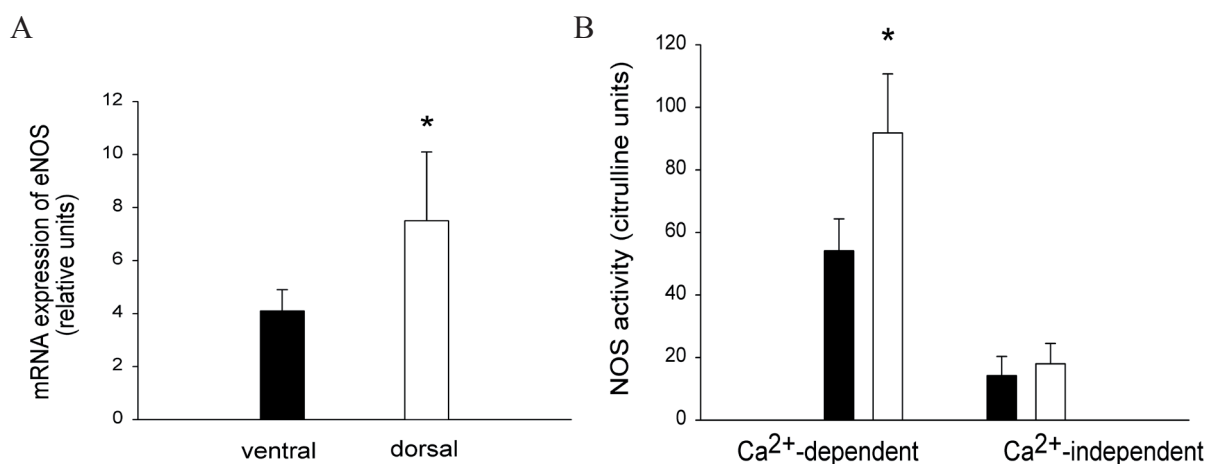 A
mRNA expression of eNOS
(relative units)
12
10
8
6
4
2
0
*
ventral
dorsal
B
NOS activity (citrulline units)
120
100
80
60
40
20
0
*
Ca2+-dependent
Ca2+-independent